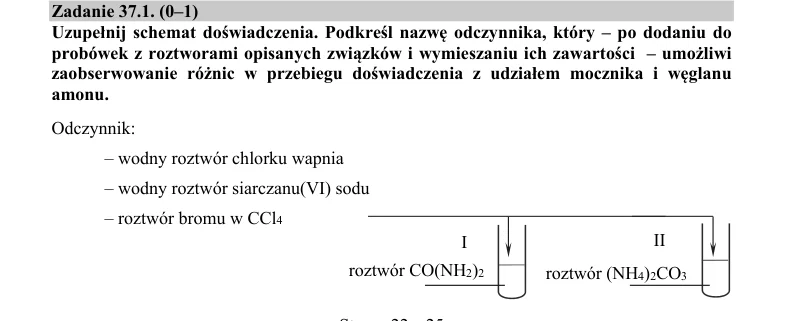 Zadanie 37.1. (0–1)
Uzupełnij schemat doświadczenia. Podkreśl nazwę odczynnika, który – po dodaniu do
probówek z roztworami opisanych związków i wymieszaniu ich zawartości – umożliwi
zaobserwowanie różnic w przebiegu doświadczenia z udziałem mocznika i węglanu
amonu.
Odczynnik:
– wodny roztwór chlorku wapnia
– wodny roztwór siarczanu(VI) sodu
– roztwór bromu w CCl4
I
II
roztwór CO(NH2)2
roztwór (NH4)2CO3